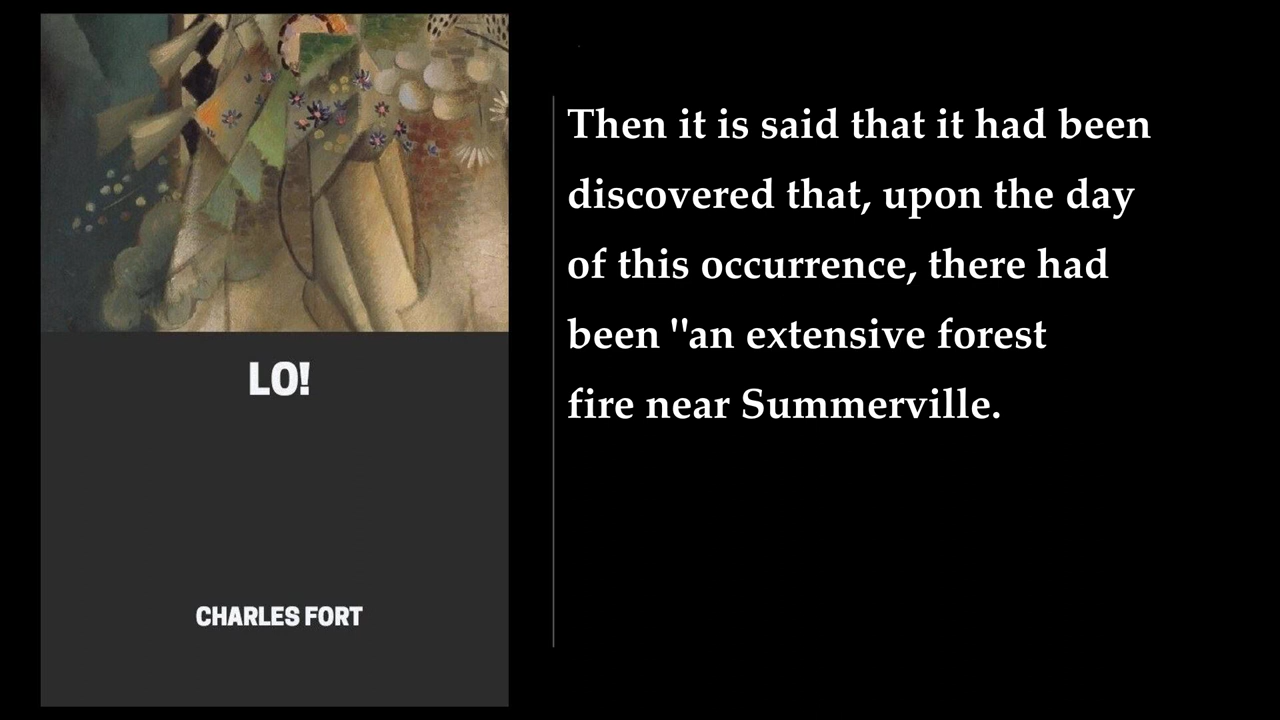 LO!
CHARLES FORT
Then it is said that it had been
discovered that, upon the day
of this occurrence, there had
been "an extensive forest
fire near Summerville.